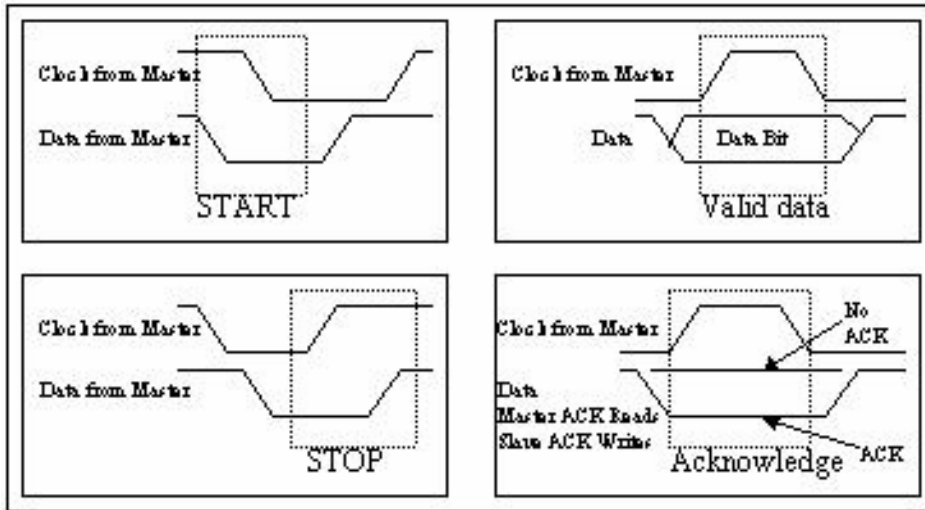 Clock from Master
Data from Master
START
Clock from Master
Data
Data Bit
Valid data
Clock from Master
Data from Master
STOP
Clock from Master
No
ACK
Data
Master ACK Reads
Slave ACK Writes
ACK
Acknowledge